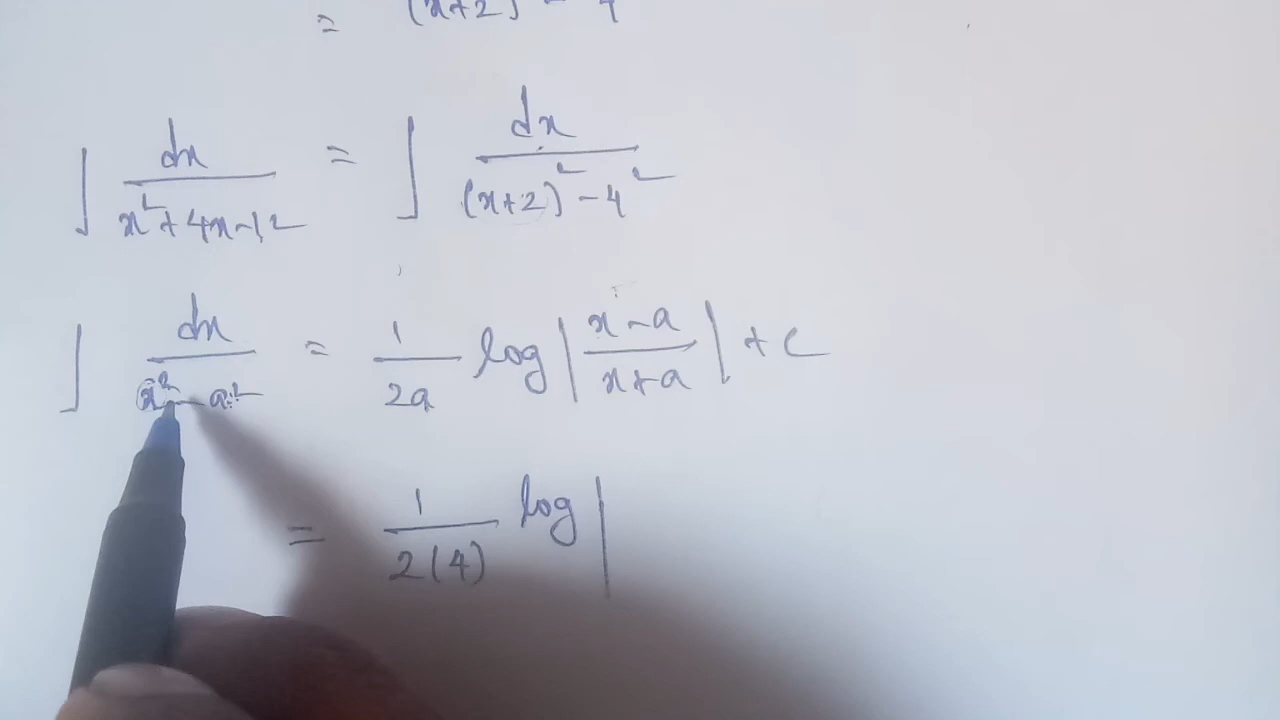 = (x+2)² - 4²
∫ dx / x²+4x-12 = ∫ dx / (x+2)² - 4²
∫ dx / x² - a² = 1 / 2a log | x-a / x+a | + c
= 1 / 2(4) log |